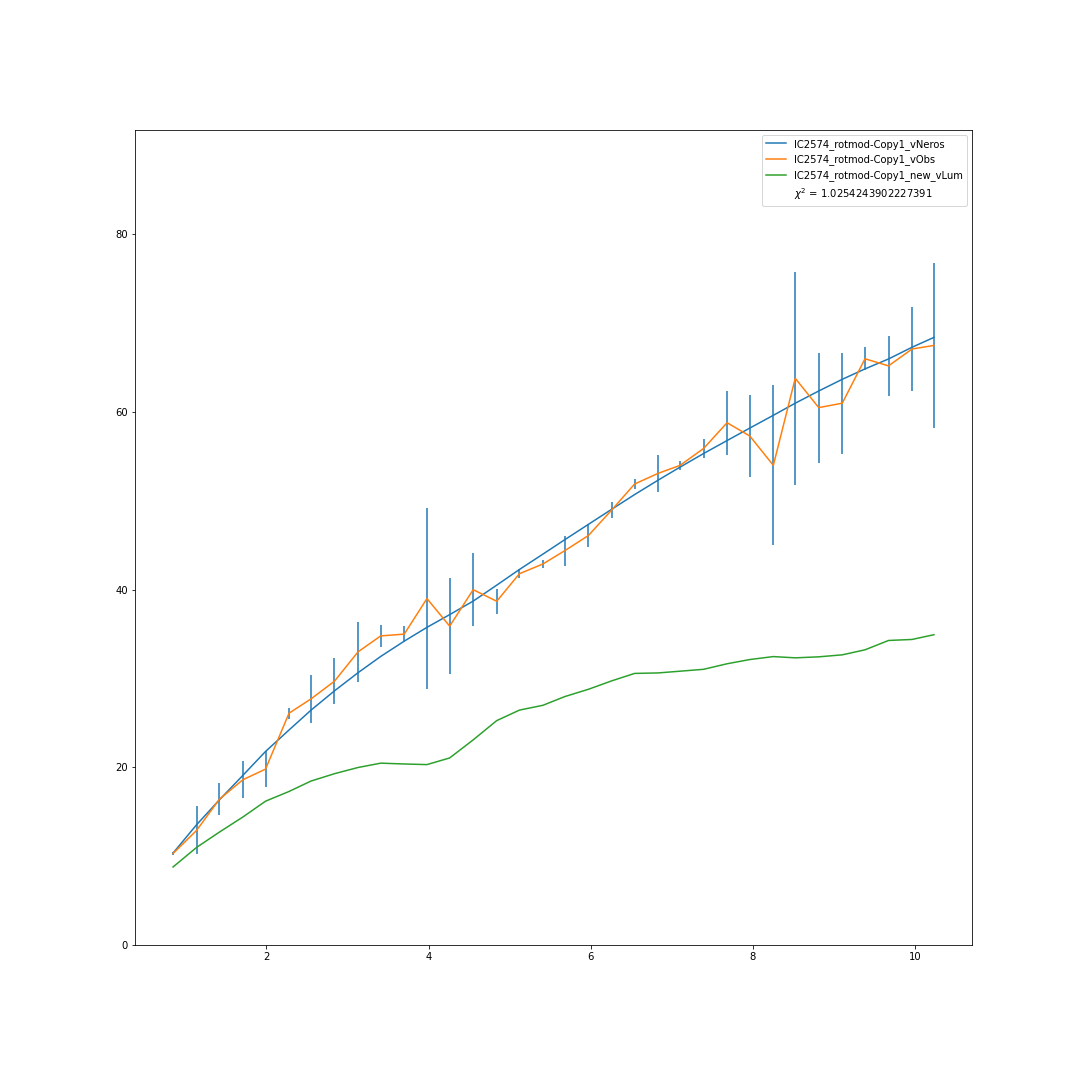 IC2574_rotmod-Copy1_vNeros
IC2574_rotmod-Copy1_vObs
IC2574_rotmod-Copy1_new_vLum
χ² = 1.0254243902227391
80
60
40
20
0
2 4 6 8 10